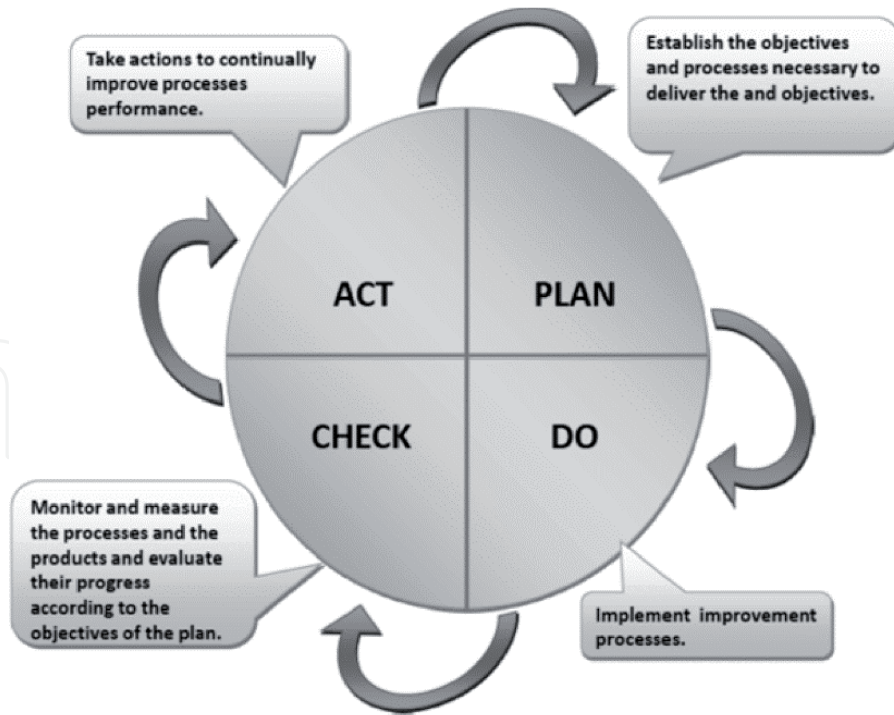 Take actions to continually
improve processes
performance.
Establish the objectives
and processes necessary to
deliver the and objectives.
ACT
PLAN
CHECK
DO
Monitor and measure
the processes and the
products and evaluate
their progress
according to the
objectives of the plan.
Implement improvement
processes.